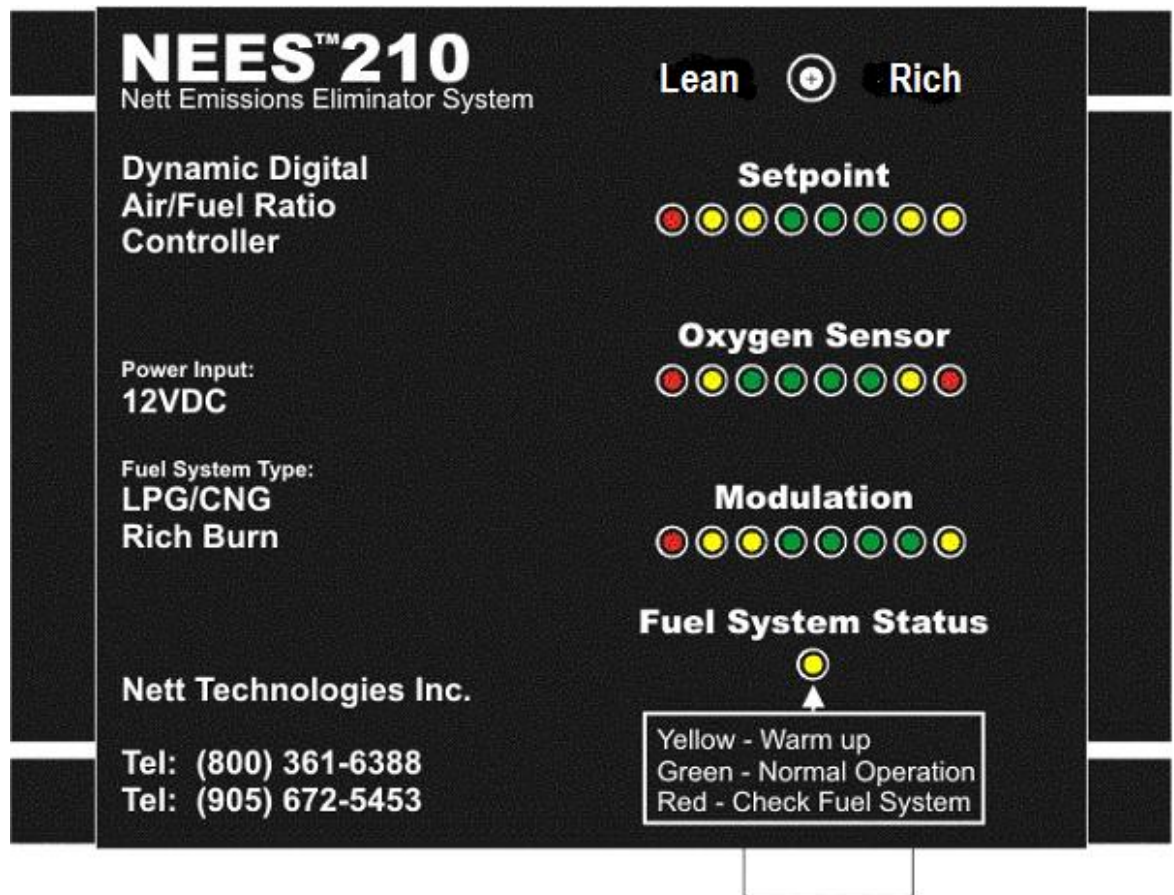 NEES™210
Nett Emissions Eliminator System
Lean Rich
Dynamic Digital
Air/Fuel Ratio
Controller
Setpoint
Oxygen Sensor
Power Input:
12VDC
Fuel System Type:
LPG/CNG
Rich Burn
Modulation
Fuel System Status
Yellow - Warm up
Green - Normal Operation
Red - Check Fuel System
Nett Technologies Inc.
Tel: (800) 361-6388
Tel: (905) 672-5453